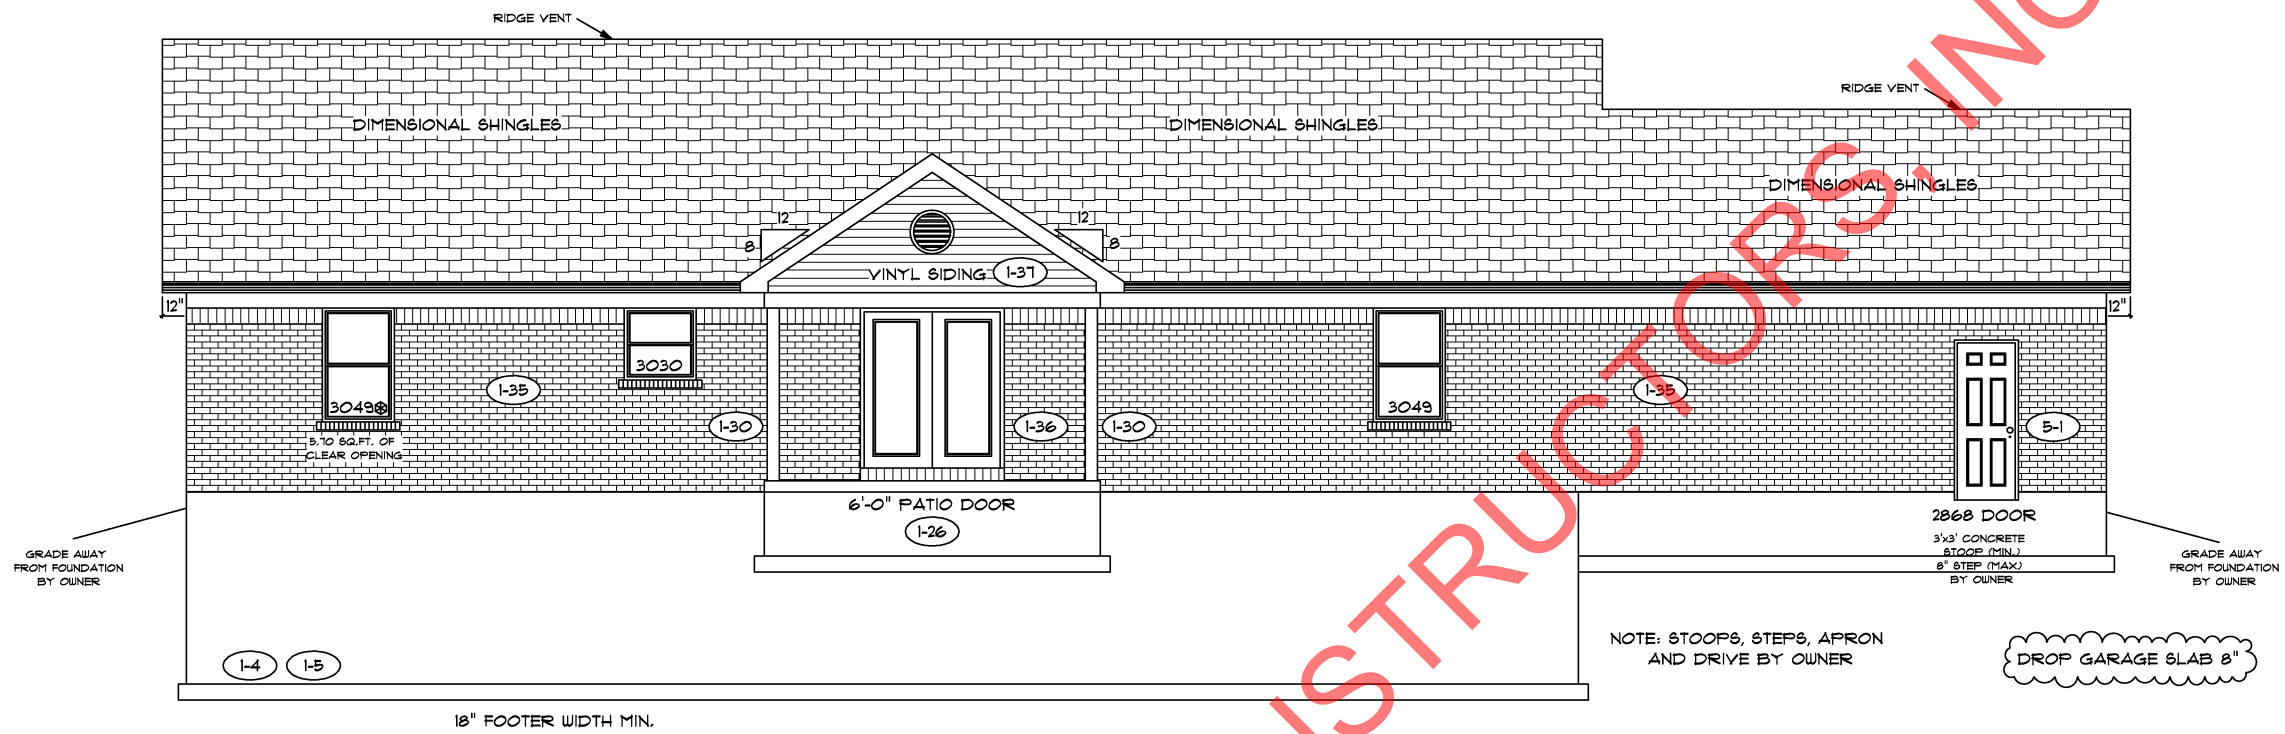 RIDGE VENT
RIDGE VENT
DIMENSIONAL SHINGLES
DIMENSIONAL SHINGLES
DIMENSIONAL SHINGLES
12
8
12
8
VINYL SIDING
1-37
12"
12"
3030
3049
1-35
1-35
3049
5.70 SQ.FT. OF
CLEAR OPENING
1-30
1-36
1-30
5-1
6'-0" PATIO DOOR
1-26
2868 DOOR
3'x3' CONCRETE
STOOP (MIN.)
8" STEP (MAX)
BY OWNER
GRADE AWAY
FROM FOUNDATION
BY OWNER
GRADE AWAY
FROM FOUNDATION
BY OWNER
NOTE: STOOPS, STEPS, APRON
AND DRIVE BY OWNER
DROP GARAGE SLAB 8"
1-4
1-5
18" FOOTER WIDTH MIN.
ISTRUCTORS, INC